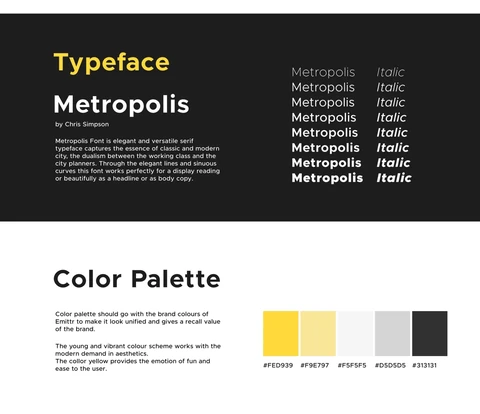 Typeface
Metropolis
by Chris Simpson
Metropolis Font is elegant and versatile serif
typeface captures the essence of classic and modern
city, the dualism between the working class and the
city planners. Through the elegant lines and sinuous
curves this font works perfectly for a display reading
or beautifully as a headline or as body copy.
Metropolis Italic
Metropolis Italic
Metropolis Italic
Metropolis Italic
Metropolis Italic
Metropolis Italic
Metropolis Italic
Metropolis Italic
Color Palette
Color palette should go with the brand colours of
Emittr to make it look unified and gives a recall value
of the brand.
The young and vibrant colour scheme works with the
modern demand in aesthetics.
The collor yellow provides the emotion of fun and
ease to the user.
#FED939 #F9E797 #F5F5F5 #D5D5D5 #313131